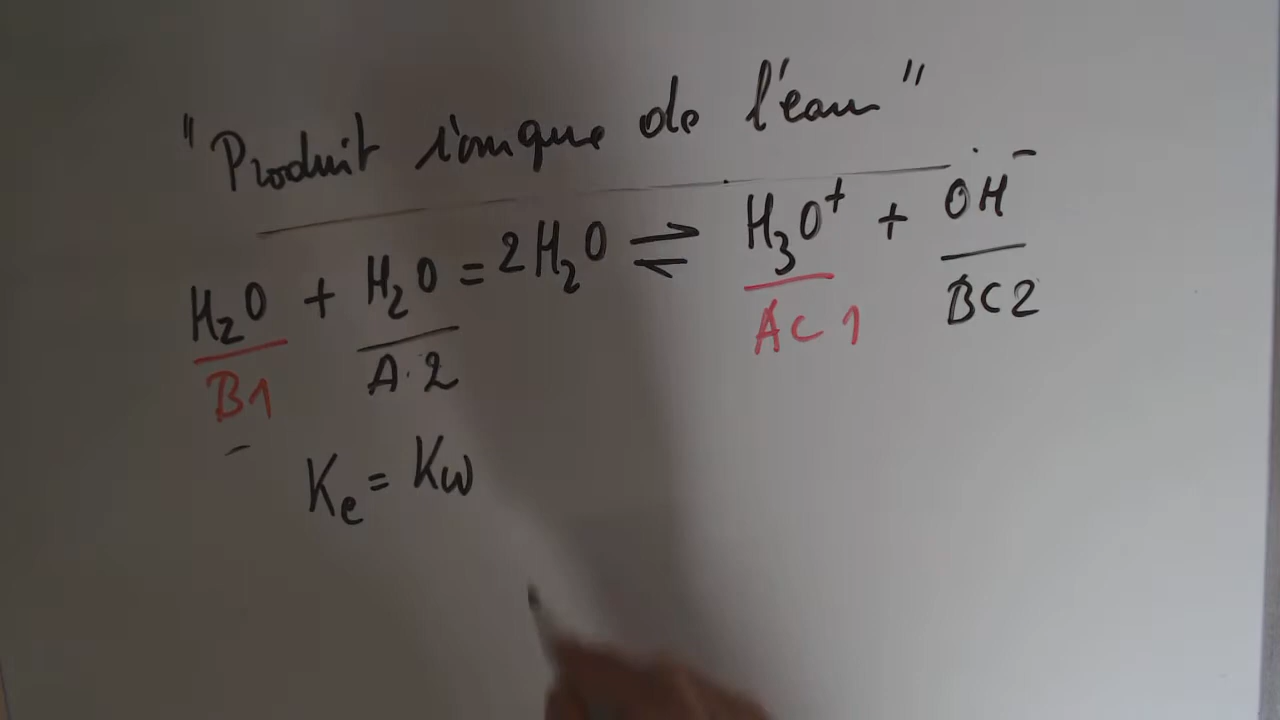 "Produit ionique de l'eau"
H₂O + H₂O = 2H₂O ⇌ H₃O⁺ + OH⁻
B1 A.2 AC1 BC2
Ke = Kw